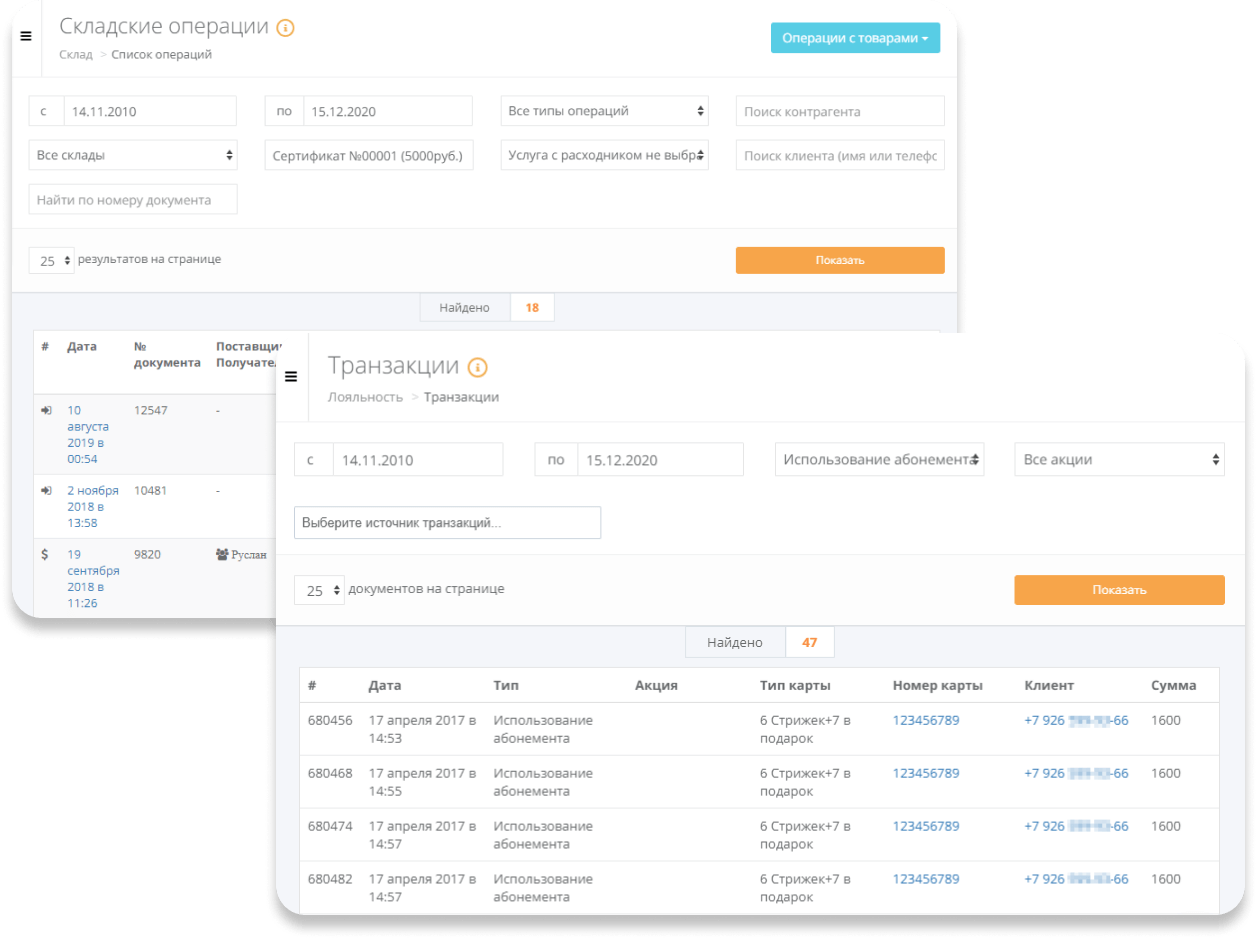 Складские операции
Операции с товарами
Склад > Список операций
с 14.11.2010 по 15.12.2020 Все типы операций Поиск контрагента
Все склады Сертификат №00001 (5000руб.) Услуга с расходником не выбра Поиск клиента (имя или телефс
Найти по номеру документа
25 результатов на странице Показать
Найдено 18
# Дата № Поставщи
документа Получате
10 12547 -
августа
2019 в
00:54
2 ноября 10481 -
2018 в
13:58
$ 19 9820 Руслан
сентября
2018 в
11:26
Транзакции
Лояльность > Транзакции
с 14.11.2010 по 15.12.2020 Использование абонемента Все акции
Выберите источник транзакций...
25 документов на странице Показать
Найдено 47
# Дата Тип Акция Тип карты Номер карты Клиент Сумма
680456 17 апреля 2017 в Использование 6 Стрижек+7 в 123456789 +7 926 -66 1600
14:53 абонемента подарок
680468 17 апреля 2017 в Использование 6 Стрижек+7 в 123456789 +7 926 -66 1600
14:55 абонемента подарок
680474 17 апреля 2017 в Использование 6 Стрижек+7 в 123456789 +7 926 -66 1600
14:57 абонемента подарок
680482 17 апреля 2017 в Использование 6 Стрижек+7 в 123456789 +7 926 -66 1600
14:57 абонемента подарок